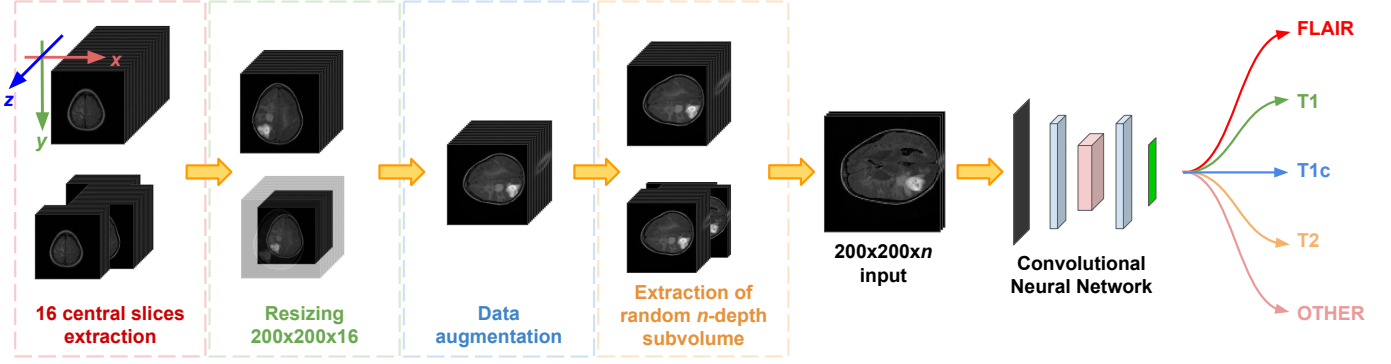 x
z
y
16 central slices
extraction
Resizing
200x200x16
Data
augmentation
Extraction of
random n-depth
subvolume
200x200xn
input
Convolutional
Neural Network
FLAIR
T1
T1c
T2
OTHER